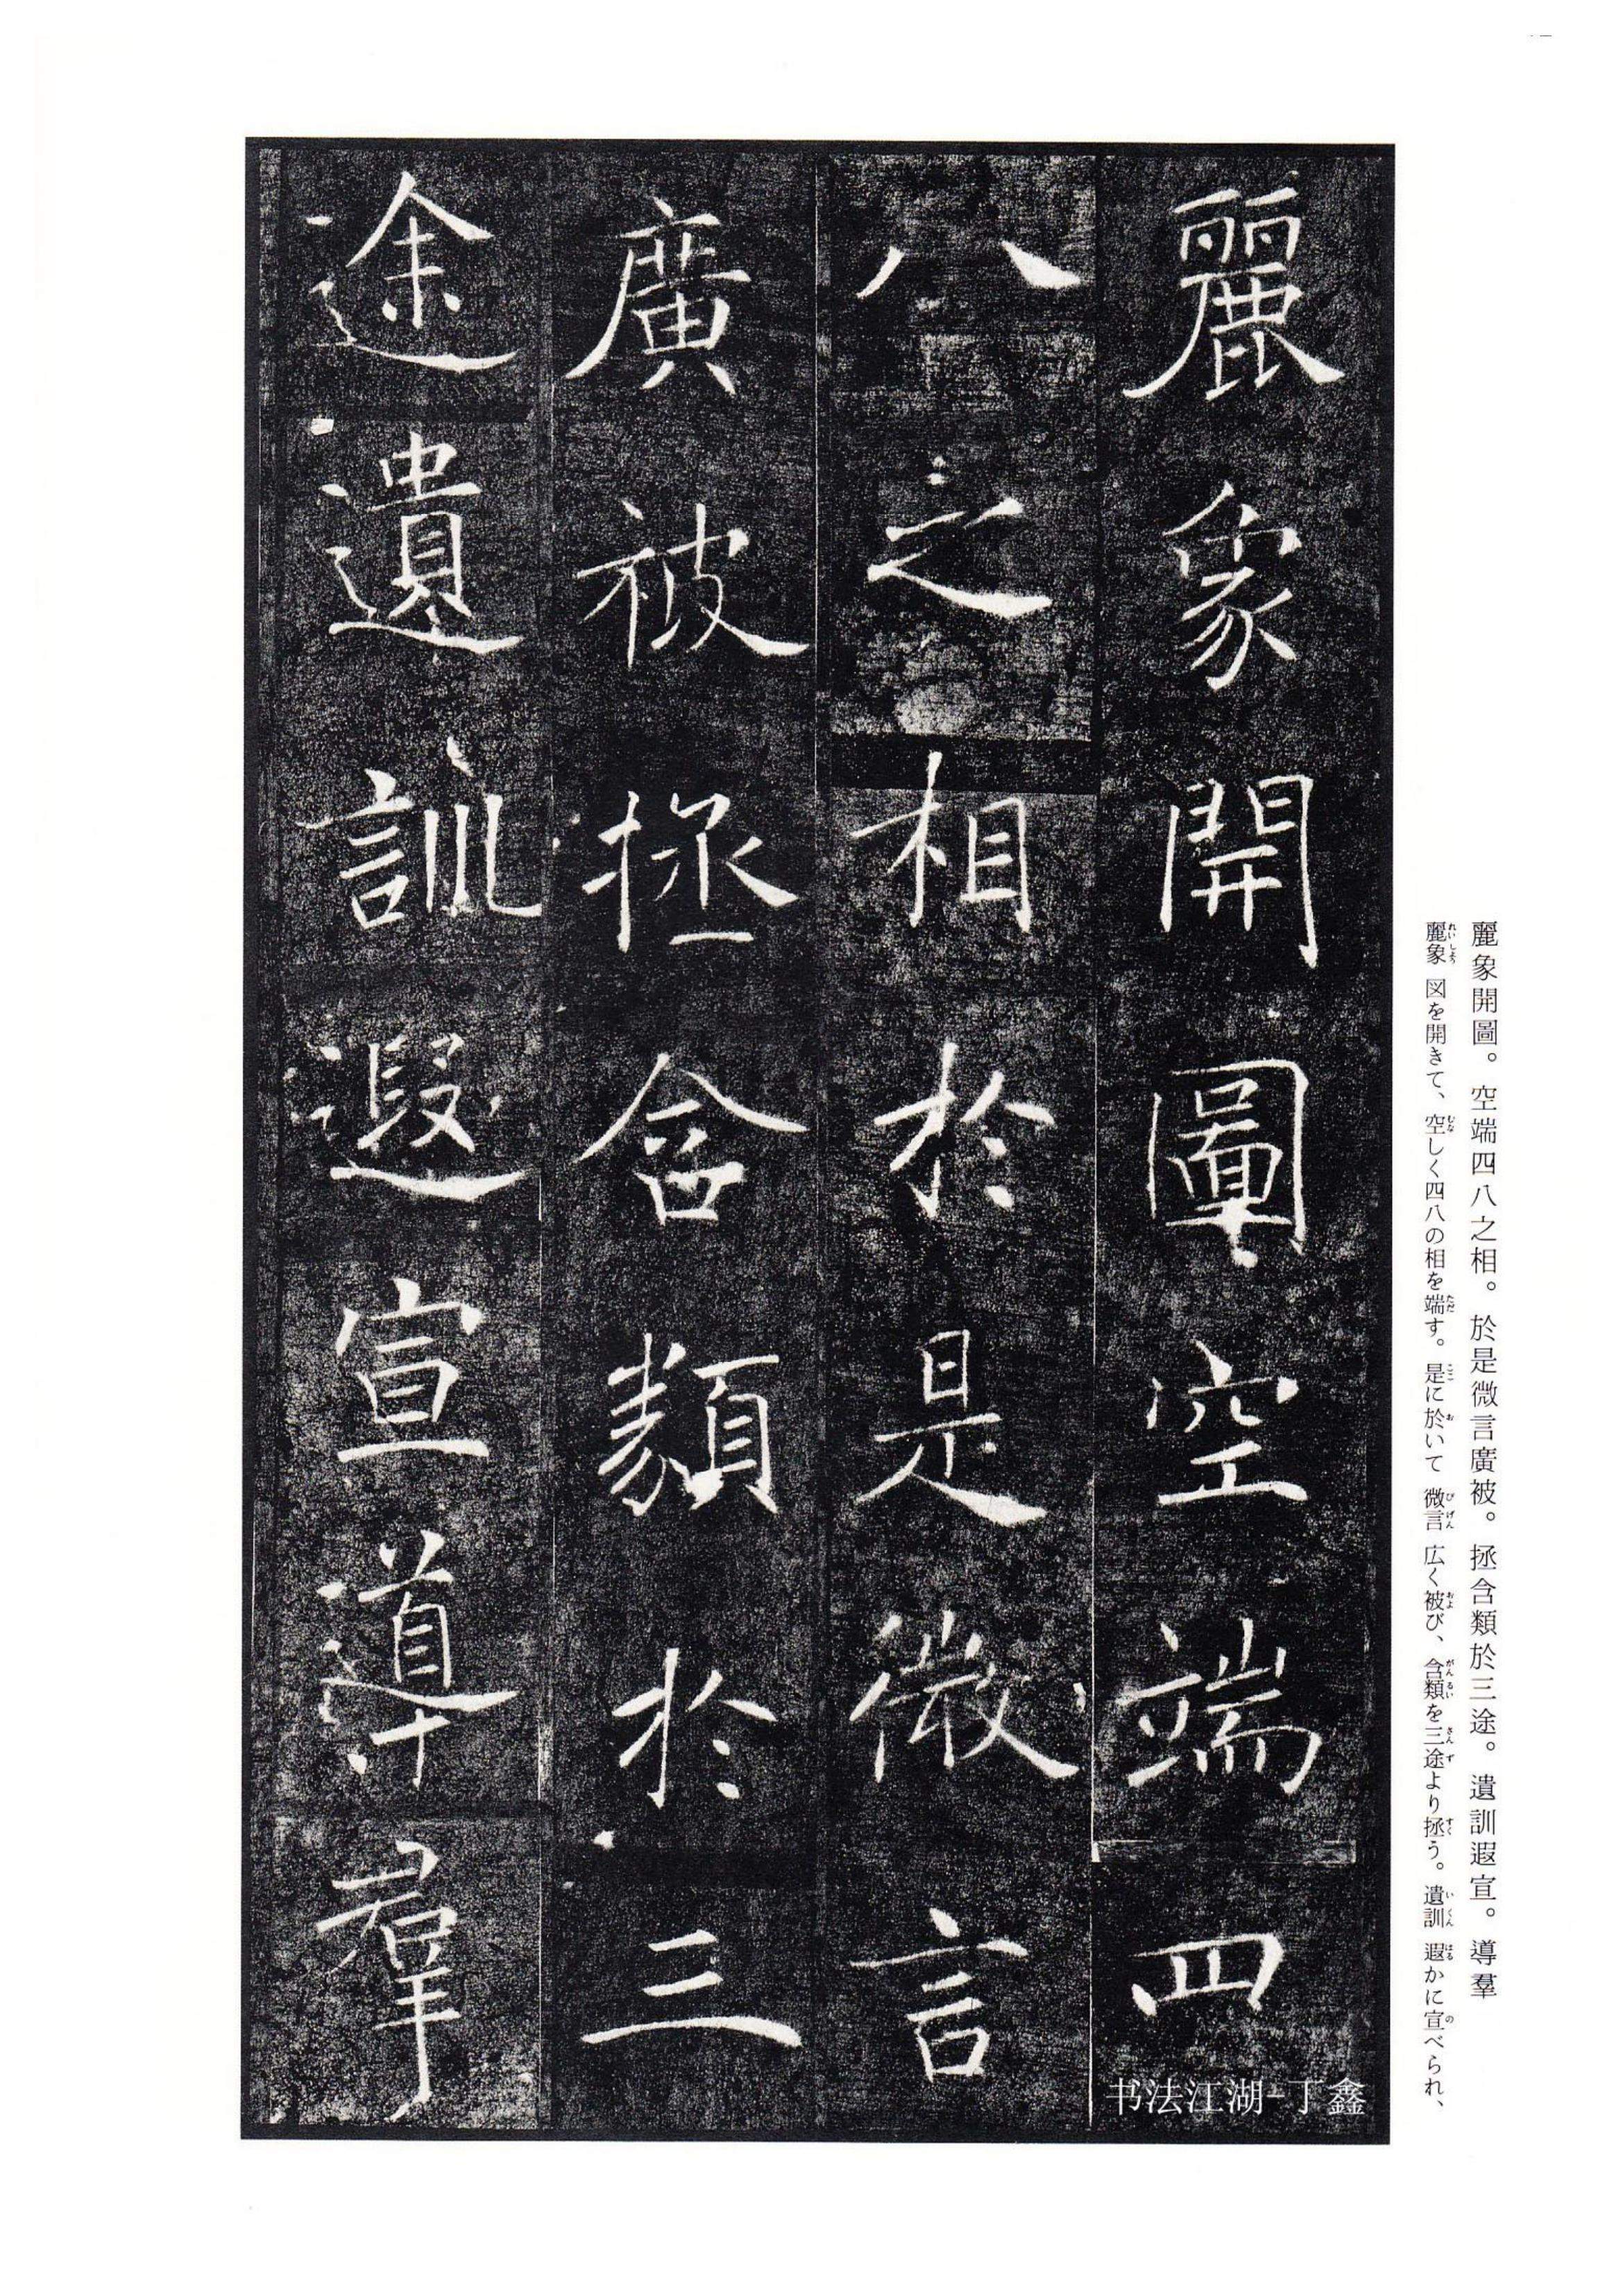 麗象開圖。空端四八之相。於是微言廣被。拯含類於三途。遺訓遐宣。導羣
麗象 図を開きて、空しく四八の相を端す。是に於いて 微言 広く被び、含類を三途より拯う。遺訓 遐かに宣べられ、
麗象開圖空端四
八之相於是微言
廣被拯含類於三
途遺訓遐宣導羣
书法江湖-丁鑫